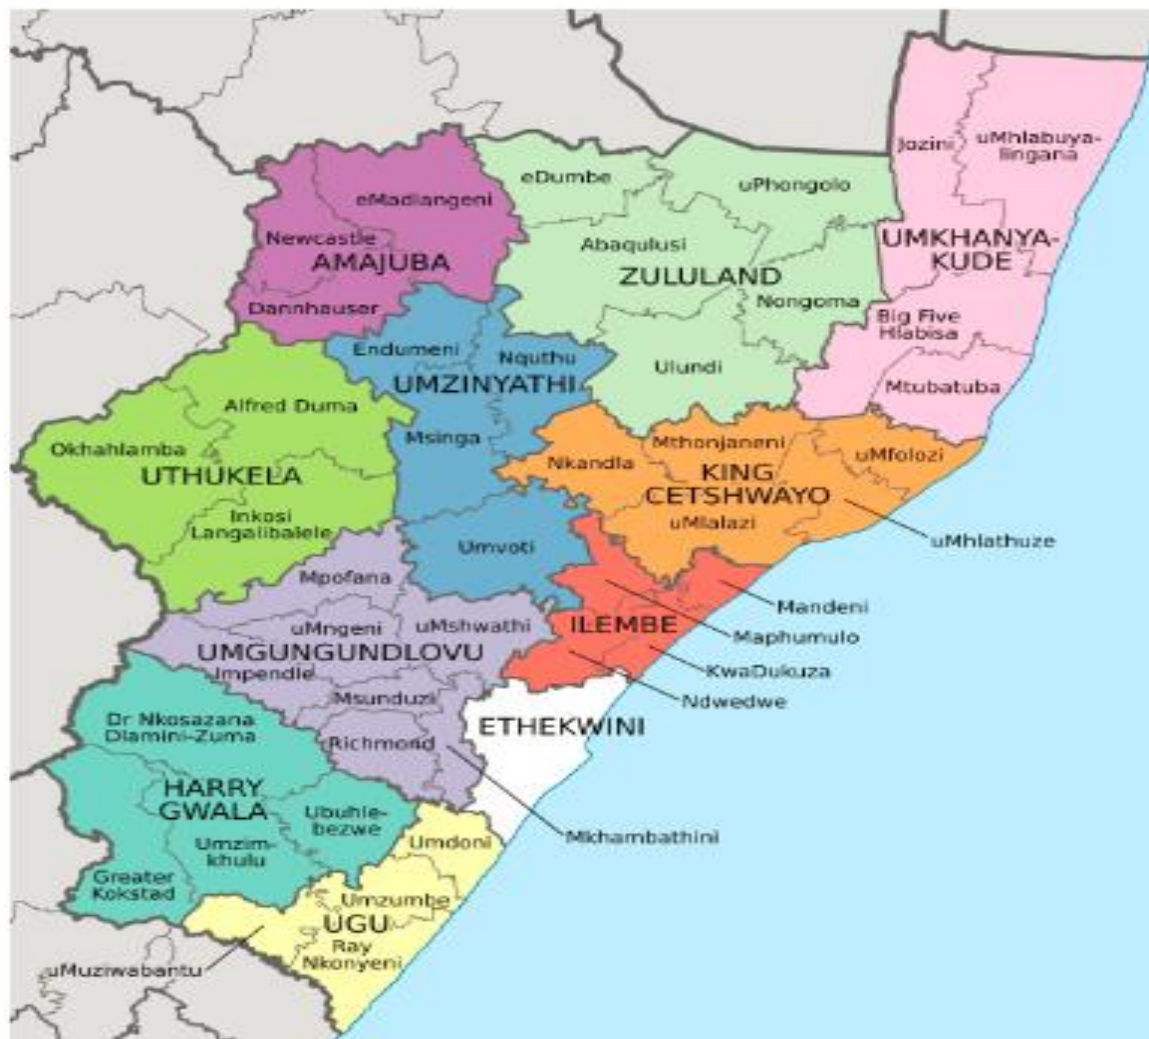 Jozini
uMhlabuya-
lingana
eDumbe
uPhongolo
eMadlangeni
Newcastle
AMAJUBA
Dannhauser
Abaqulusi
ZULULAND
Nongoma
Ulundi
UMKHANYA-
KUDE
Big Five
Hlabisa
Mtubatuba
Endumeni
Nquthu
UMZINYATHI
Msinga
Umvoti
Alfred Duma
Okhahlamba
UTHUKELA
Inkosi
Langalibalele
Mthonjaneni
Nkandla
KING
CETSHWAYO
uMfolozi
uMlalazi
uMhlathuze
Mpofana
uMngeni
uMshwathi
UMGUNGUNDLOVU
Impendle
Msunduzi
Richmond
Mkhambathini
ILEMBE
Mandeni
Maphumulo
KwaDukuza
Ndwedwe
ETHEKWINI
Dr Nkosazana
Dlamini-Zuma
HARRY
GWALA
Ubuhle-
bezwe
Umzim-
khulu
Greater
Kokstad
Umdoni
Umzumbe
UGU
Ray
Nkonyeni
uMuziwabantu